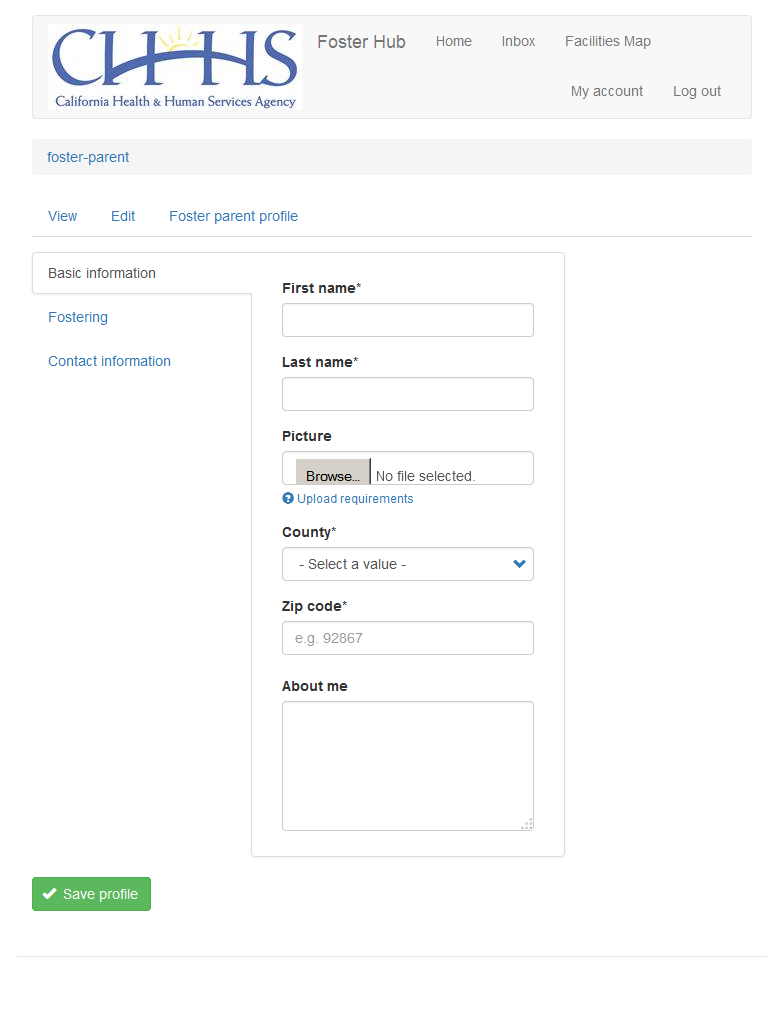 CHHS
California Health & Human Services Agency
Foster Hub Home Inbox Facilities Map
My account Log out
foster-parent
View Edit Foster parent profile
Basic information
Fostering
Contact information
First name*
Last name*
Picture
Browse... No file selected.
Upload requirements
County*
- Select a value -
Zip code*
e.g. 92867
About me
Save profile